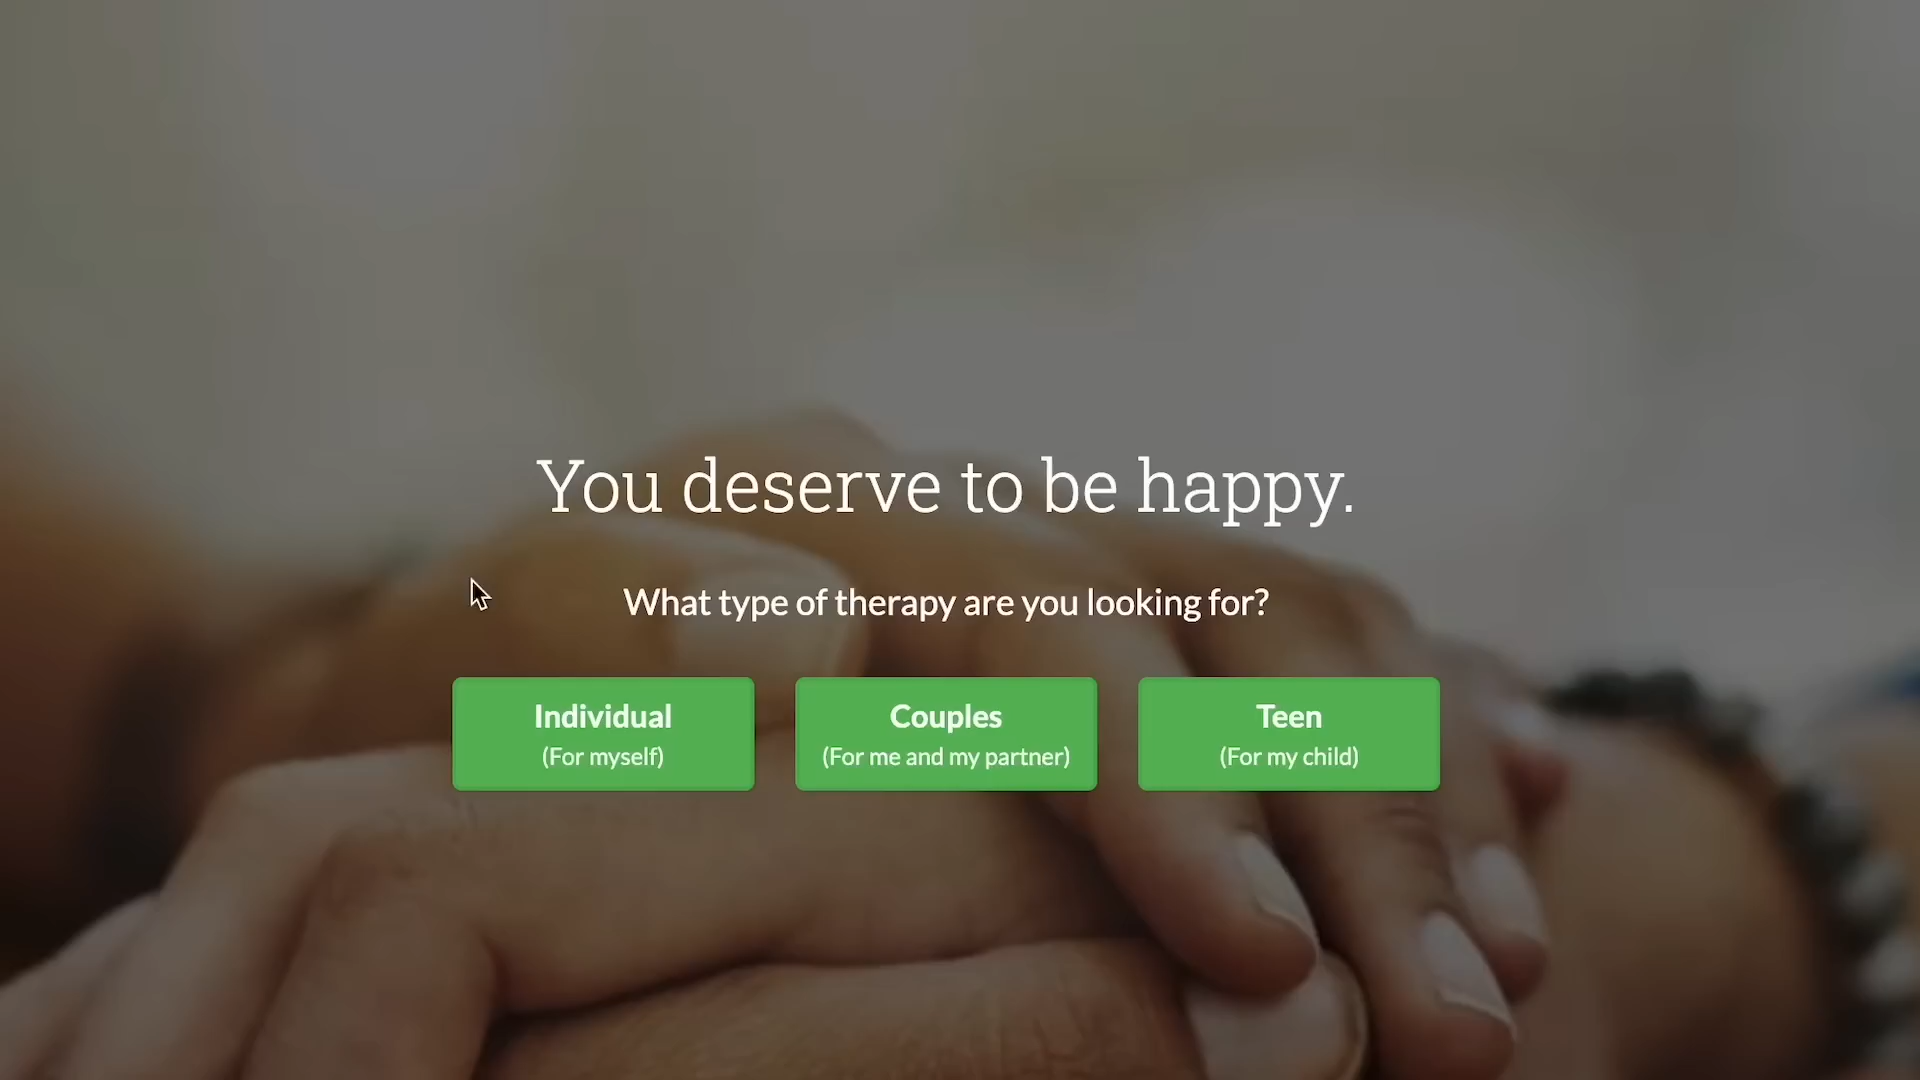 You deserve to be happy.
What type of therapy are you looking for?
Individual
(For myself)
Couples
(For me and my partner)
Teen
(For my child)